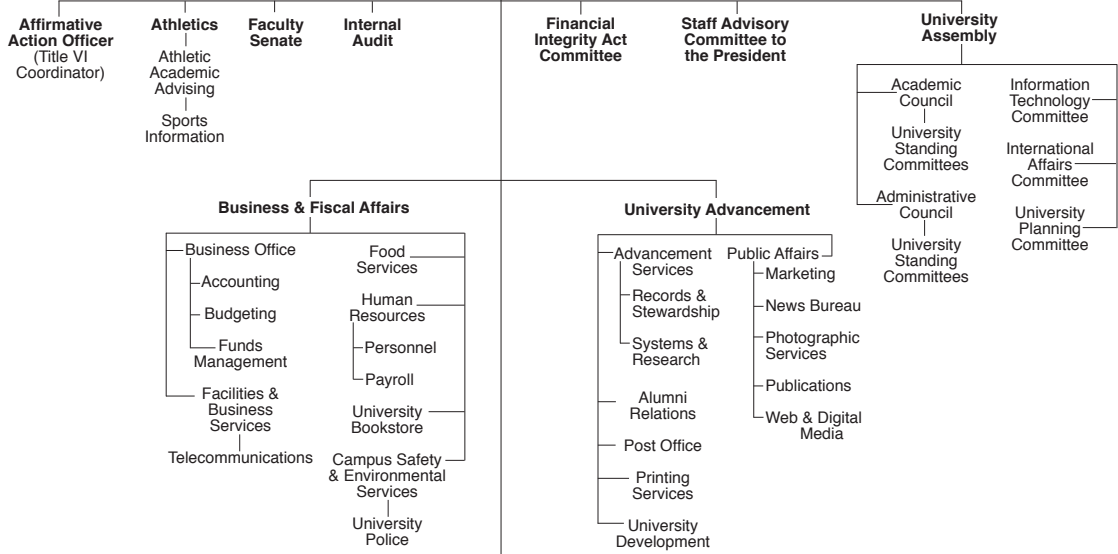 Affirmative
Action Officer
(Title VI
Coordinator)
Athletics
Athletic
Academic
Advising
Sports
Information
Faculty
Senate
Internal
Audit
Financial
Integrity Act
Committee
Staff Advisory
Committee to
the President
University
Assembly
Academic
Council
University
Standing
Committees
Administrative
Council
University
Standing
Committees
Information
Technology
Committee
International
Affairs
Committee
University
Planning
Committee
Business & Fiscal Affairs
Business Office
Accounting
Budgeting
Funds
Management
Facilities &
Business
Services
Telecommunications
Food
Services
Human
Resources
Personnel
Payroll
University
Bookstore
Campus Safety
& Environmental
Services
University
Police
University Advancement
Advancement
Services
Records &
Stewardship
Systems &
Research
Alumni
Relations
Post Office
Printing
Services
University
Development
Public Affairs
Marketing
News Bureau
Photographic
Services
Publications
Web & Digital
Media